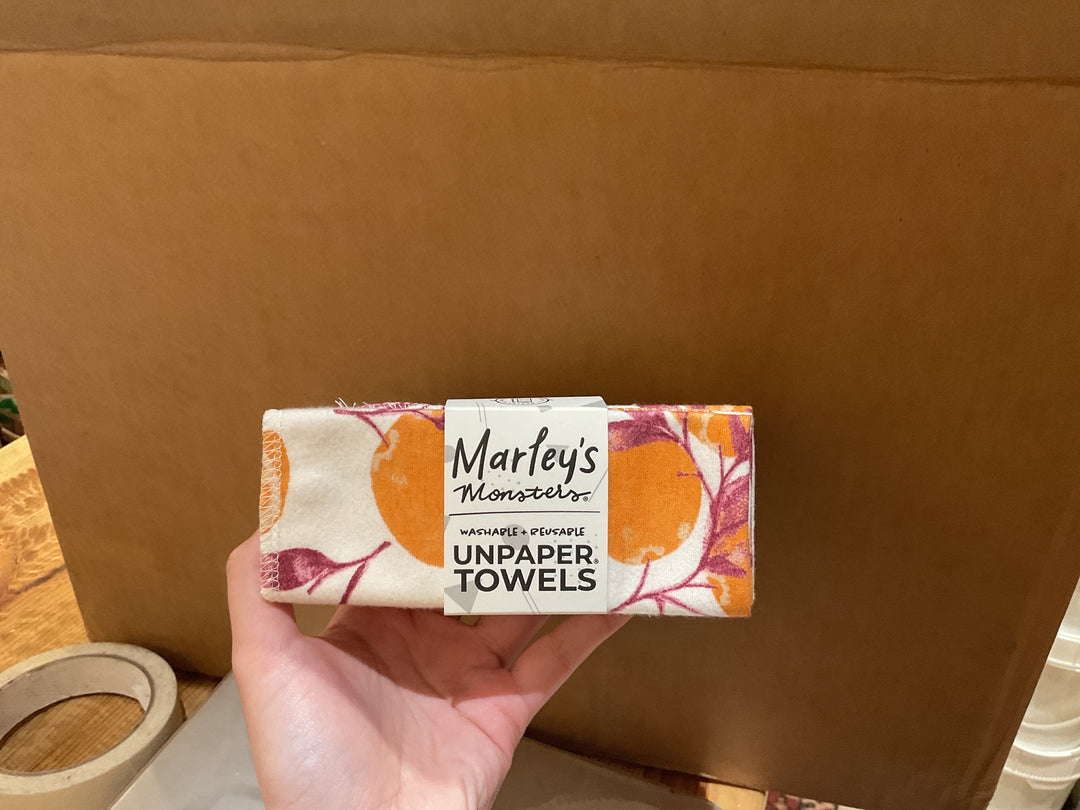 Marley's
Monsters®
WASHABLE + REUSABLE
UNPAPER®
TOWELS